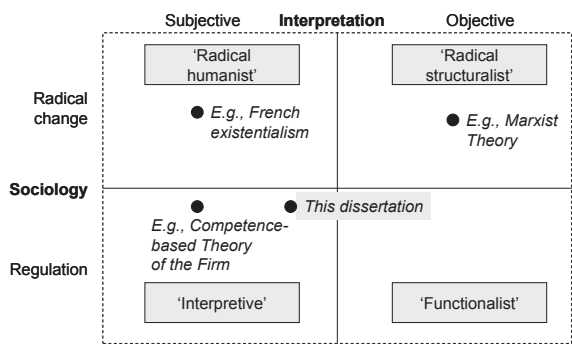 Subjective Interpretation Objective
‘Radical humanist’
‘Radical structuralist’
Radical change
E.g., French existentialism
E.g., Marxist Theory
Sociology
This dissertation
E.g., Competence-based Theory of the Firm
Regulation
‘Interpretive’
‘Functionalist’